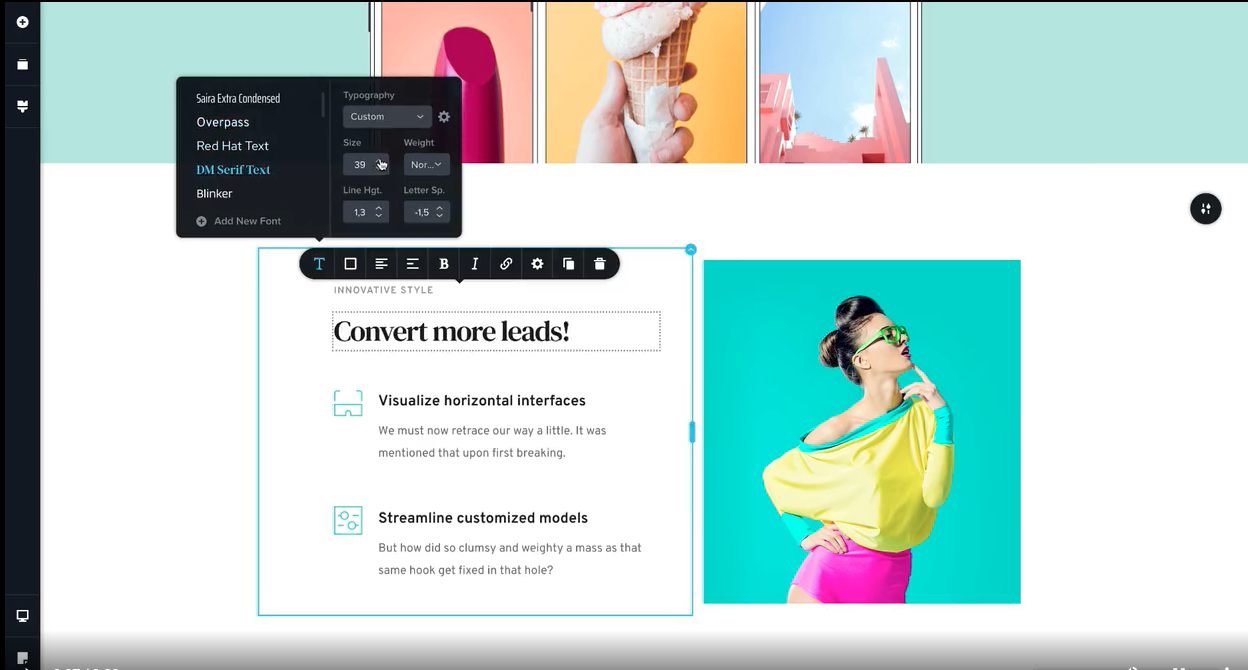 Saira Extra Condensed
Overpass
Red Hat Text
DM Serif Text
Blinker
Add New Font
Typography
Custom
Size
Weight
39
Nor...
Line Hgt.
Letter Sp.
1,3
-1,5
T
B
I
INNOVATIVE STYLE
Convert more leads!
Visualize horizontal interfaces
We must now retrace our way a little. It was
mentioned that upon first breaking.
Streamline customized models
But how did so clumsy and weighty a mass as that
same hook get fixed in that hole?